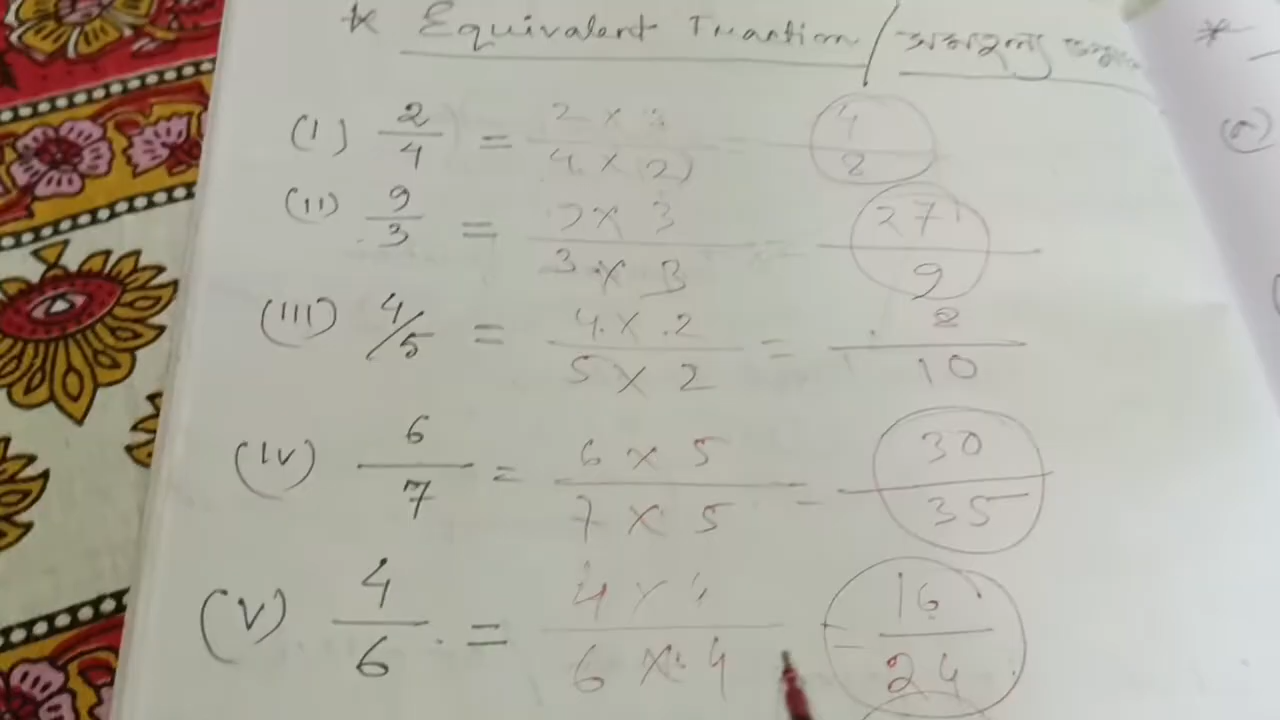 * Equivalent Fraction /
(I) 2/4 = 2 x 2 / 4 x 2 = 4/8
(II) 9/3 = 9 x 3 / 3 x 3 = 27/9
(III) 4/5 = 4 x 2 / 5 x 2 = 8/10
(IV) 6/7 = 6 x 5 / 7 x 5 = 30/35
(V) 4/6 = 4 x 4 / 6 x 4 = 16/24